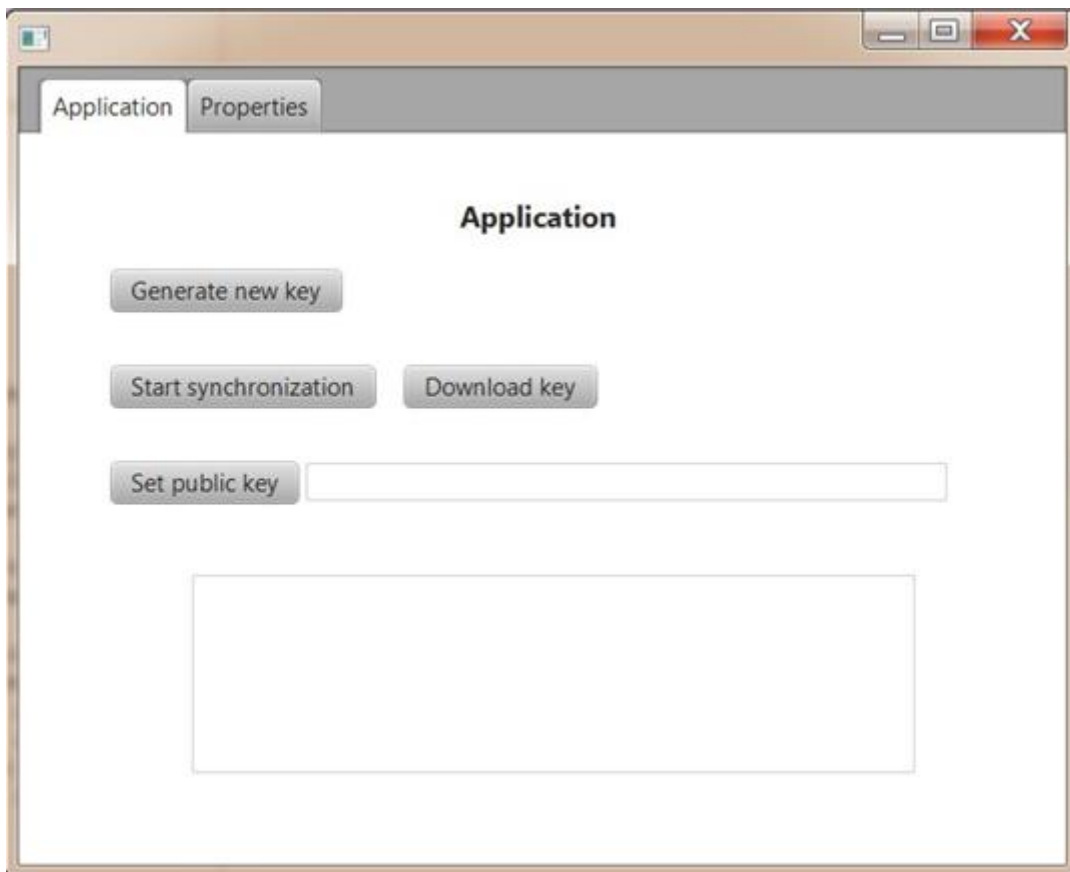 Application Properties
Application
Generate new key
Start synchronization Download key
Set public key